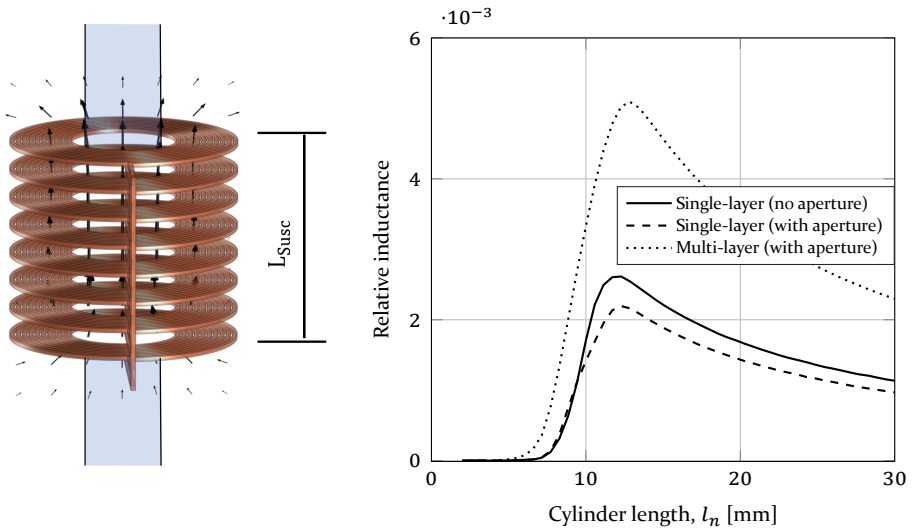 L_Susc
·10⁻³
6
4
2
0
Relative inductance
Single-layer (no aperture)
Single-layer (with aperture)
Multi-layer (with aperture)
0 10 20 30
Cylinder length, lₙ [mm]